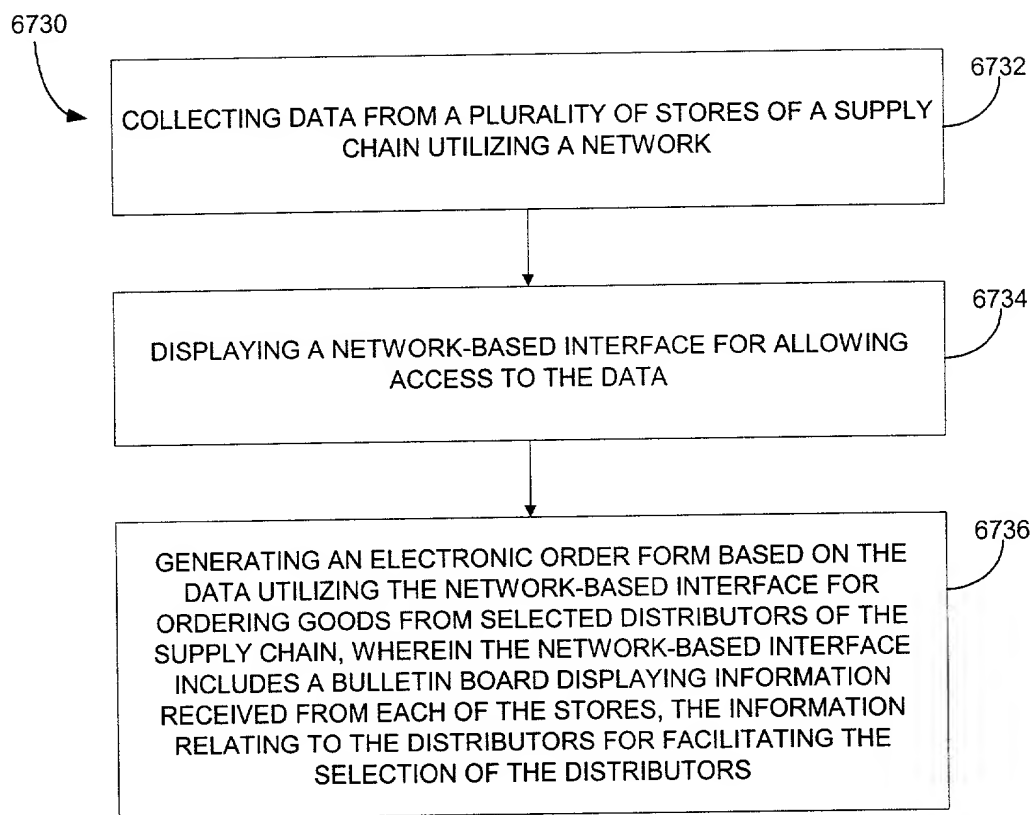 6730
6732
COLLECTING DATA FROM A PLURALITY OF STORES OF A SUPPLY
CHAIN UTILIZING A NETWORK
6734
DISPLAYING A NETWORK-BASED INTERFACE FOR ALLOWING
ACCESS TO THE DATA
6736
GENERATING AN ELECTRONIC ORDER FORM BASED ON THE
DATA UTILIZING THE NETWORK-BASED INTERFACE FOR
ORDERING GOODS FROM SELECTED DISTRIBUTORS OF THE
SUPPLY CHAIN, WHEREIN THE NETWORK-BASED INTERFACE
INCLUDES A BULLETIN BOARD DISPLAYING INFORMATION
RECEIVED FROM EACH OF THE STORES, THE INFORMATION
RELATING TO THE DISTRIBUTORS FOR FACILITATING THE
SELECTION OF THE DISTRIBUTORS